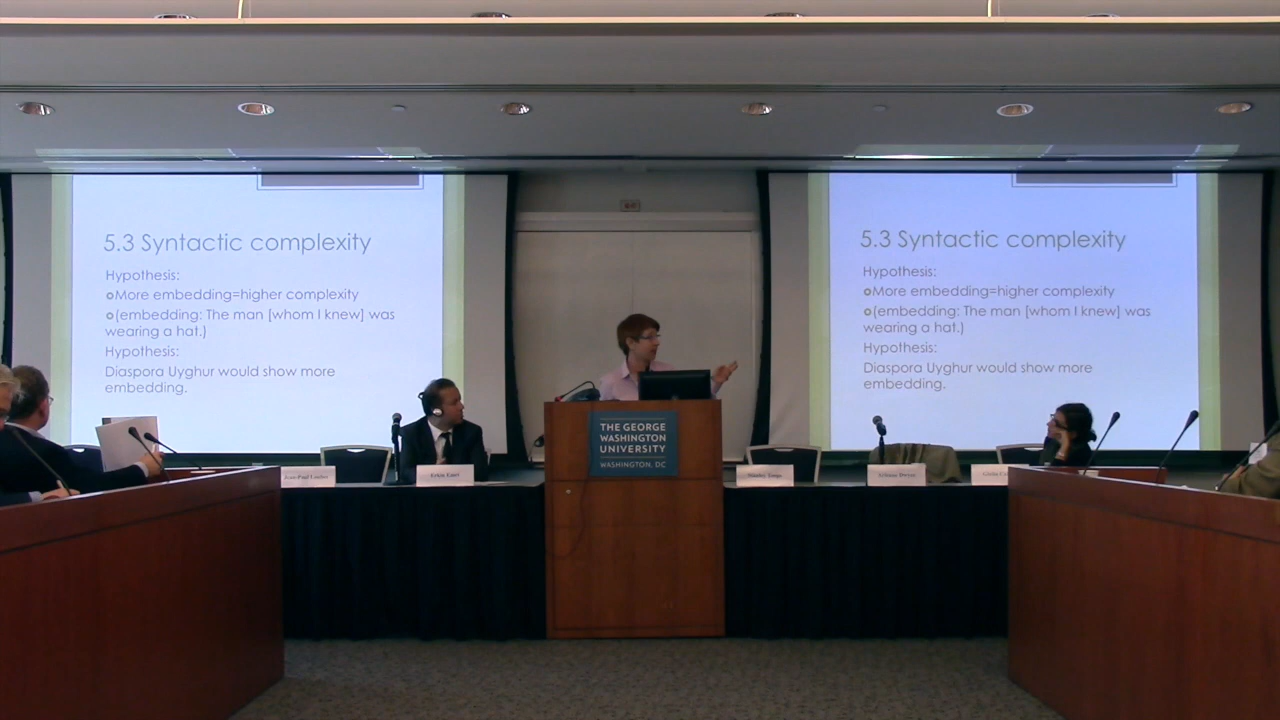 5.3 Syntactic complexity
Hypothesis:
More embedding=higher complexity
(embedding: The man [whom I knew] was
wearing a hat.)
Hypothesis:
Diaspora Uyghur would show more
embedding.
5.3 Syntactic complexity
Hypothesis:
More embedding=higher complexity
(embedding: The man [whom I knew] was
wearing a hat.)
Hypothesis:
Diaspora Uyghur would show more
embedding.
THE GEORGE
WASHINGTON
UNIVERSITY
WASHINGTON, DC
Arienne Dwyer